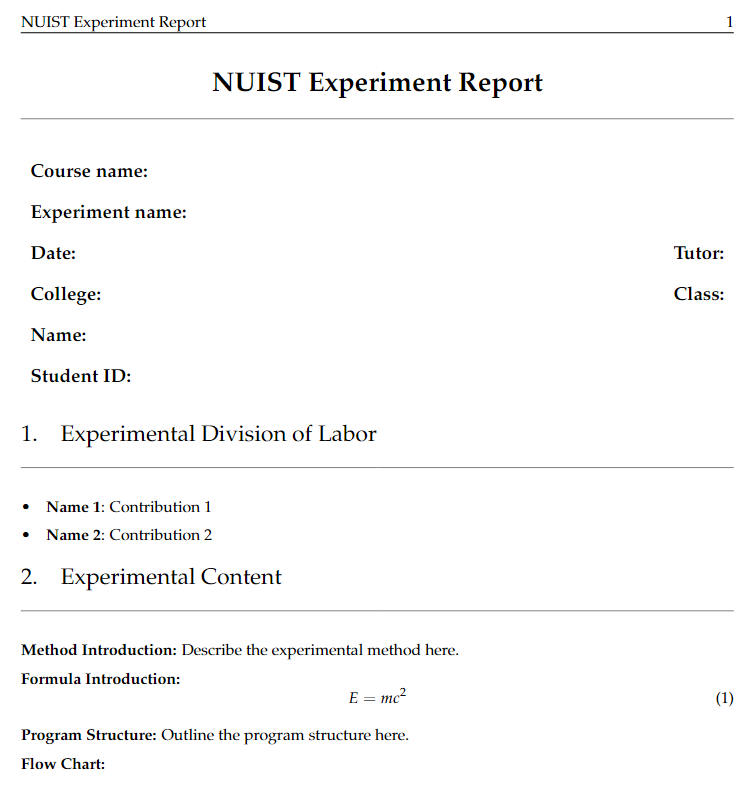 NUIST Experiment Report 1
NUIST Experiment Report
Course name:
Experiment name:
Date: Tutor:
College: Class:
Name:
Student ID:
1. Experimental Division of Labor
• Name 1: Contribution 1
• Name 2: Contribution 2
2. Experimental Content
Method Introduction: Describe the experimental method here.
Formula Introduction:
E = mc² (1)
Program Structure: Outline the program structure here.
Flow Chart: